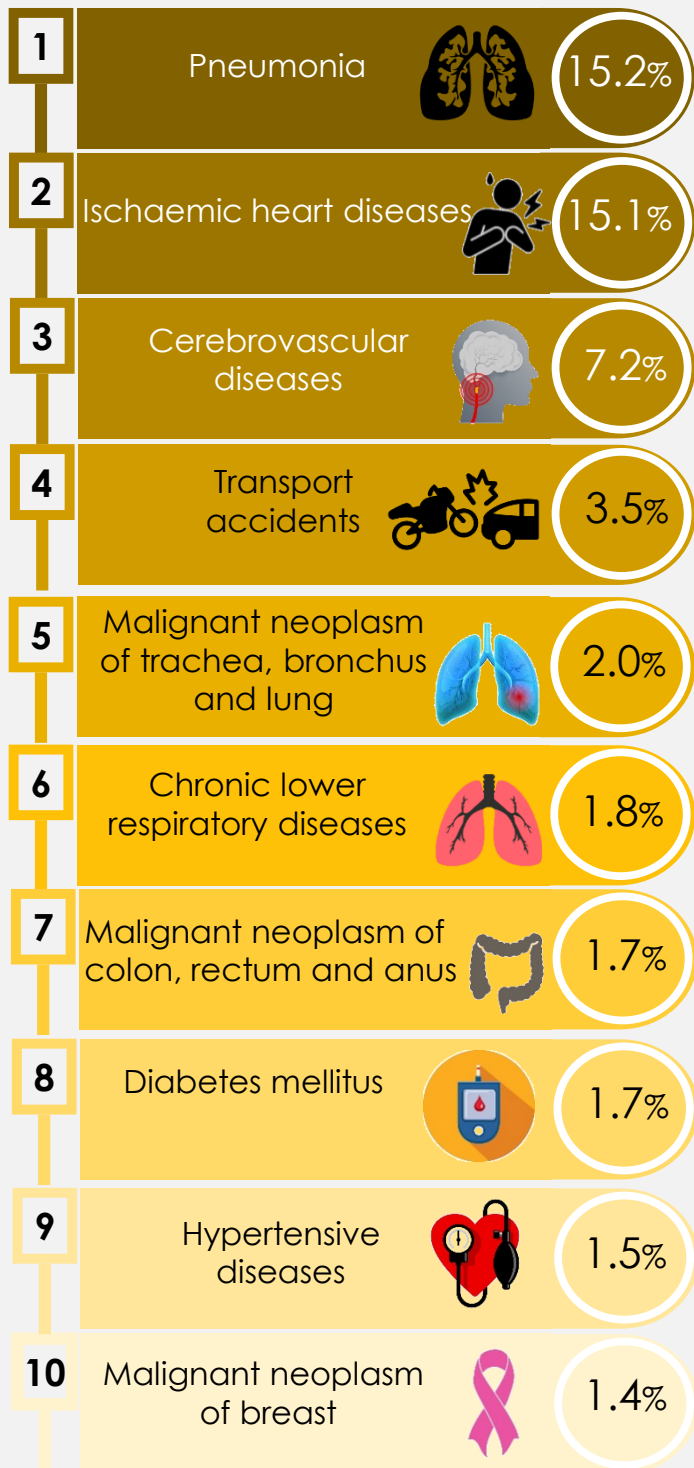 1
Pneumonia
15.2%
2
Ischaemic heart diseases
15.1%
3
Cerebrovascular
diseases
7.2%
4
Transport
accidents
3.5%
5
Malignant neoplasm
of trachea, bronchus
and lung
2.0%
6
Chronic lower
respiratory diseases
1.8%
7
Malignant neoplasm of
colon, rectum and anus
1.7%
8
Diabetes mellitus
1.7%
9
Hypertensive
diseases
1.5%
10
Malignant neoplasm
of breast
1.4%